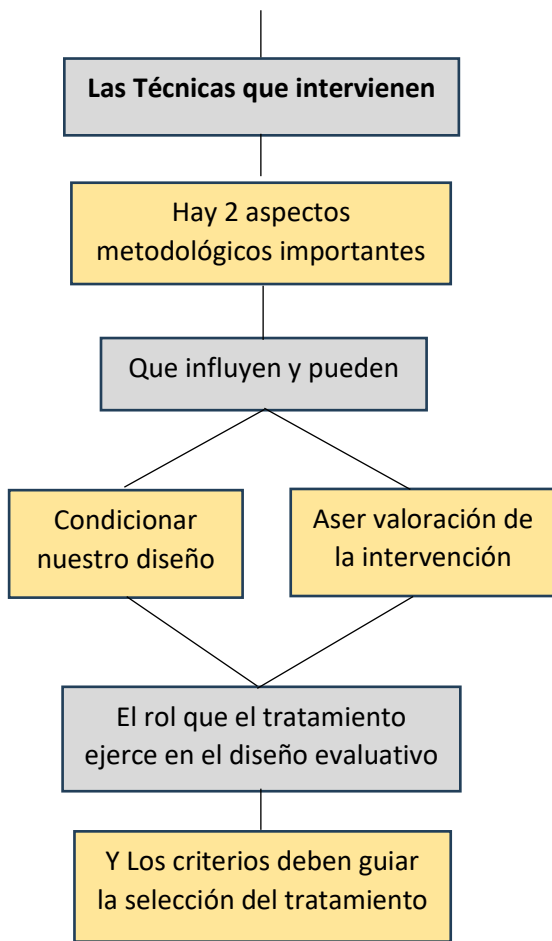 Las Técnicas que intervienen
Hay 2 aspectos
metodológicos importantes
Que influyen y pueden
Condicionar
nuestro diseño
Aser valoración de
la intervención
El rol que el tratamiento
ejerce en el diseño evaluativo
Y Los criterios deben guiar
la selección del tratamiento